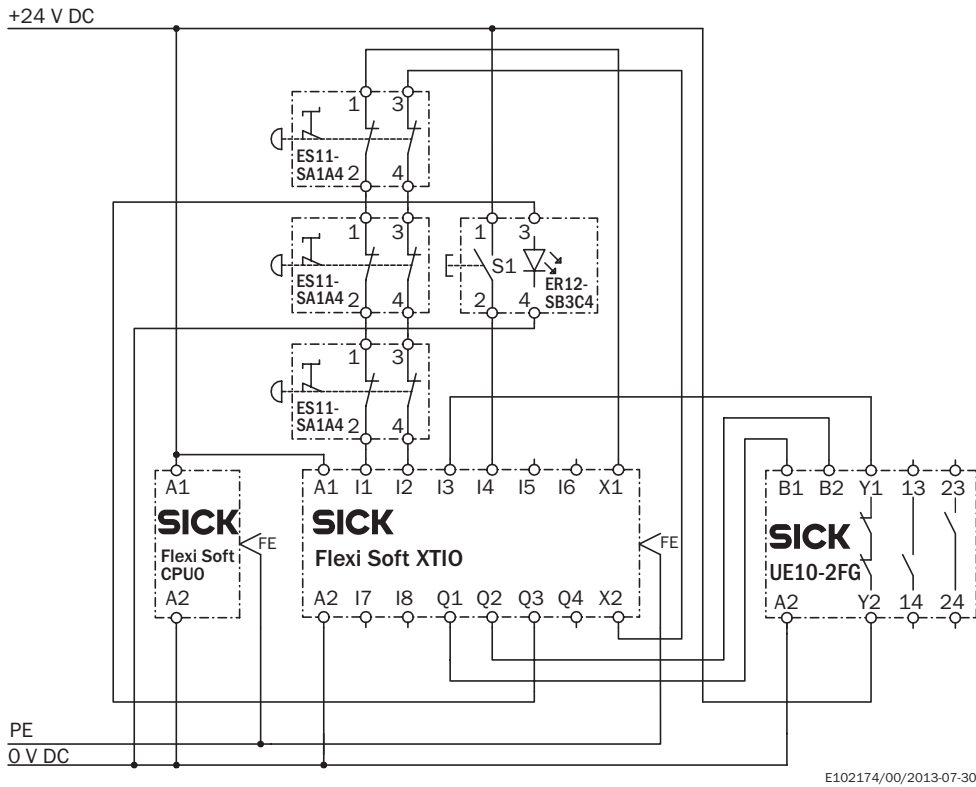 +24 V DC
1 3
ES11-
SA1A4 2 4
1 3
ES11-
SA1A4 2 4
1 3
S1
ER12-
SB3C4
2 4
1 3
ES11-
SA1A4 2 4
A1
SICK
Flexi Soft
CPU0
FE
A2
A1 I1 I2 I3 I4 I5 I6 X1
SICK
Flexi Soft XTIO
FE
A2 I7 I8 Q1 Q2 Q3 Q4 X2
B1 B2 Y1 13 23
SICK
UE10-2FG
A2 Y2 14 24
PE
0 V DC
E102174/00/2013-07-30